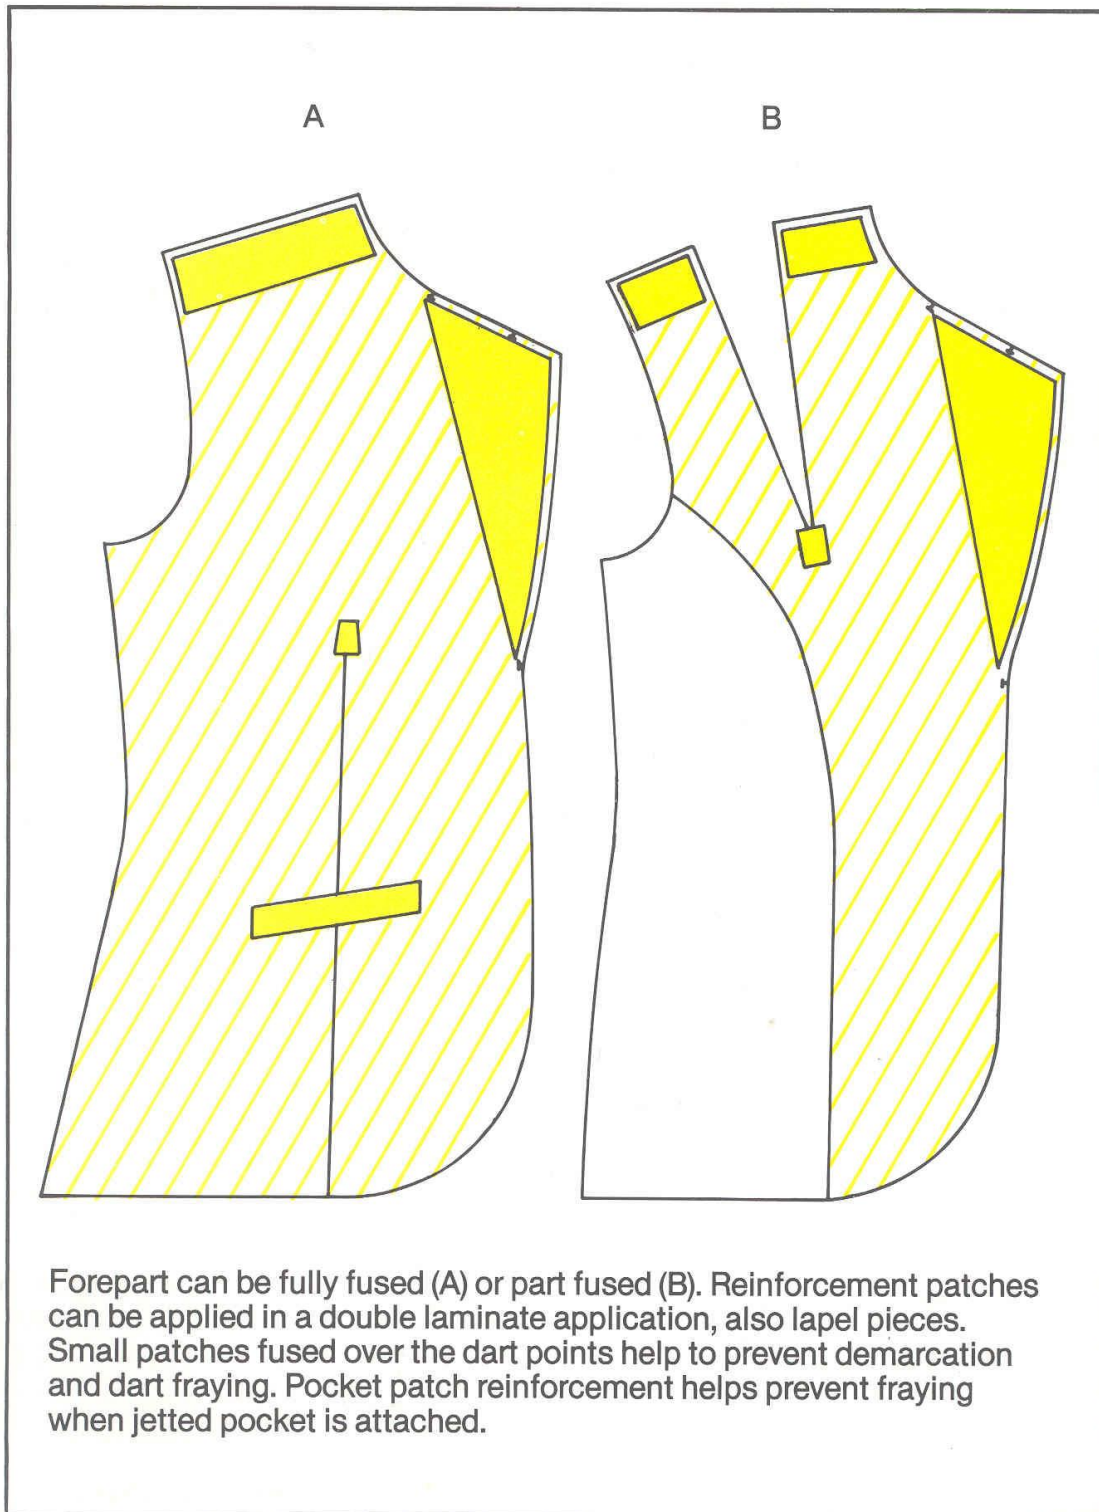 A
B
Forepart can be fully fused (A) or part fused (B). Reinforcement patches
can be applied in a double laminate application, also lapel pieces.
Small patches fused over the dart points help to prevent demarcation
and dart fraying. Pocket patch reinforcement helps prevent fraying
when jetted pocket is attached.